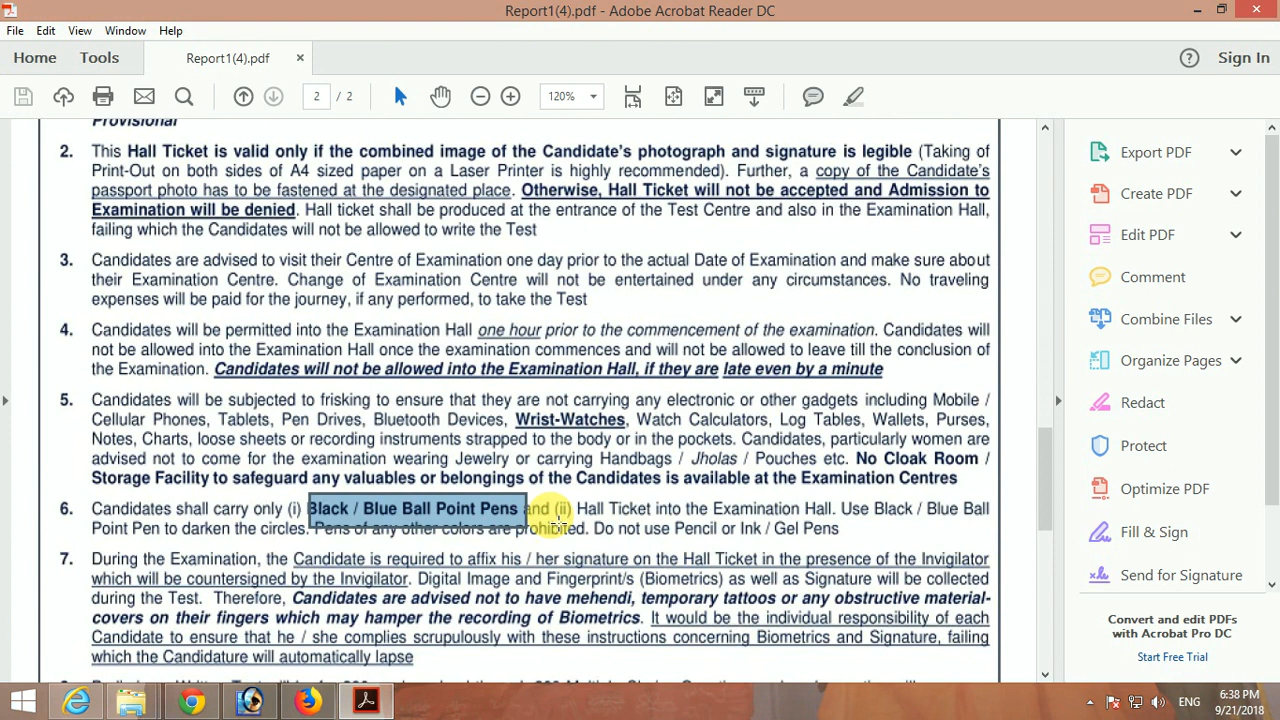 Report1(4).pdf - Adobe Acrobat Reader DC
File Edit View Window Help
Home Tools Report1(4).pdf × ? Sign In
2 / 2 120%
Provisional
2. This Hall Ticket is valid only if the combined image of the Candidate's photograph and signature is legible (Taking of
Print-Out on both sides of A4 sized paper on a Laser Printer is highly recommended). Further, a copy of the Candidate's
passport photo has to be fastened at the designated place. Otherwise, Hall Ticket will not be accepted and Admission to
Examination will be denied. Hall ticket shall be produced at the entrance of the Test Centre and also in the Examination Hall,
failing which the Candidates will not be allowed to write the Test
3. Candidates are advised to visit their Centre of Examination one day prior to the actual Date of Examination and make sure about
their Examination Centre. Change of Examination Centre will not be entertained under any circumstances. No traveling
expenses will be paid for the journey, if any performed, to take the Test
4. Candidates will be permitted into the Examination Hall one hour prior to the commencement of the examination. Candidates will
not be allowed into the Examination Hall once the examination commences and will not be allowed to leave till the conclusion of
the Examination. Candidates will not be allowed into the Examination Hall, if they are late even by a minute
5. Candidates will be subjected to frisking to ensure that they are not carrying any electronic or other gadgets including Mobile /
Cellular Phones, Tablets, Pen Drives, Bluetooth Devices, Wrist-Watches, Watch Calculators, Log Tables, Wallets, Purses,
Notes, Charts, loose sheets or recording instruments strapped to the body or in the pockets. Candidates, particularly women are
advised not to come for the examination wearing Jewelry or carrying Handbags / Jholas / Pouches etc. No Cloak Room /
Storage Facility to safeguard any valuables or belongings of the Candidates is available at the Examination Centres
6. Candidates shall carry only (i) Black / Blue Ball Point Pens and (ii) Hall Ticket into the Examination Hall. Use Black / Blue Ball
Point Pen to darken the circles. Pens of any other colors are prohibited. Do not use Pencil or Ink / Gel Pens
7. During the Examination, the Candidate is required to affix his / her signature on the Hall Ticket in the presence of the Invigilator
which will be countersigned by the Invigilator. Digital Image and Fingerprint/s (Biometrics) as well as Signature will be collected
during the Test. Therefore, Candidates are advised not to have mehendi, temporary tattoos or any obstructive material-
covers on their fingers which may hamper the recording of Biometrics. It would be the individual responsibility of each
Candidate to ensure that he / she complies scrupulously with these instructions concerning Biometrics and Signature, failing
which the Candidature will automatically lapse
Export PDF
Create PDF
Edit PDF
Comment
Combine Files
Organize Pages
Redact
Protect
Optimize PDF
Fill & Sign
Send for Signature
Convert and edit PDFs
with Acrobat Pro DC
Start Free Trial
ENG
6:38 PM
9/21/2018